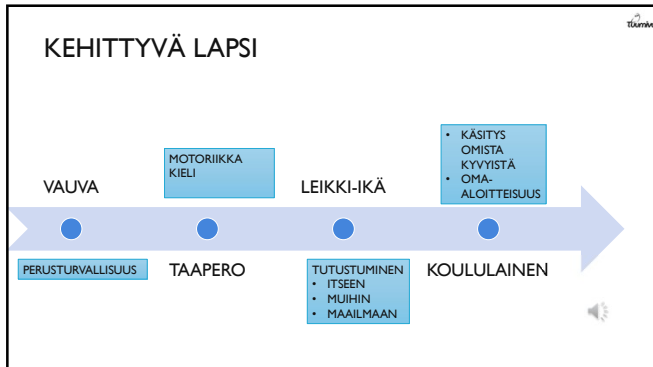 KEHITTYVÄ LAPSI
VAUVA
PERUSTURVALLISUUS
MOTORIIKKA
KIELI
TAAPERO
LEIKKI-IKÄ
TUTUSTUMINEN
• ITSEEN
• MUIHIN
• MAAILMAAN
• KÄSITYS
OMISTA
KYVYISTÄ
• OMA-
ALOITTEISUUS
KOULULAINEN